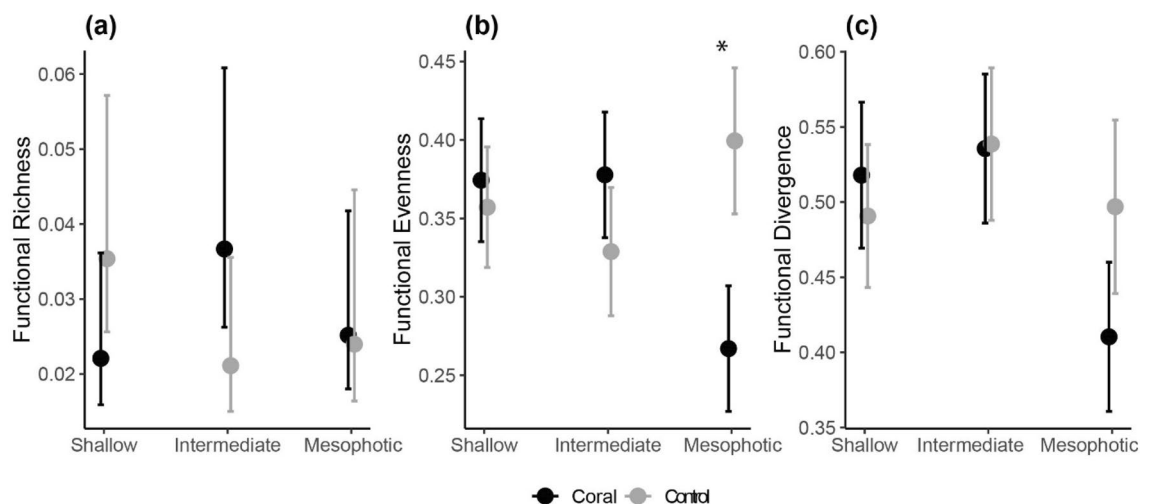 (a)
Functional Richness
0.06
0.05
0.04
0.03
0.02
Shallow Intermediate Mesophotic
(b)
*
Functional Evenness
0.45
0.40
0.35
0.30
0.25
Shallow Intermediate Mesophotic
(c)
Functional Divergence
0.60
0.55
0.50
0.45
0.40
0.35
Shallow Intermediate Mesophotic
Coral Control